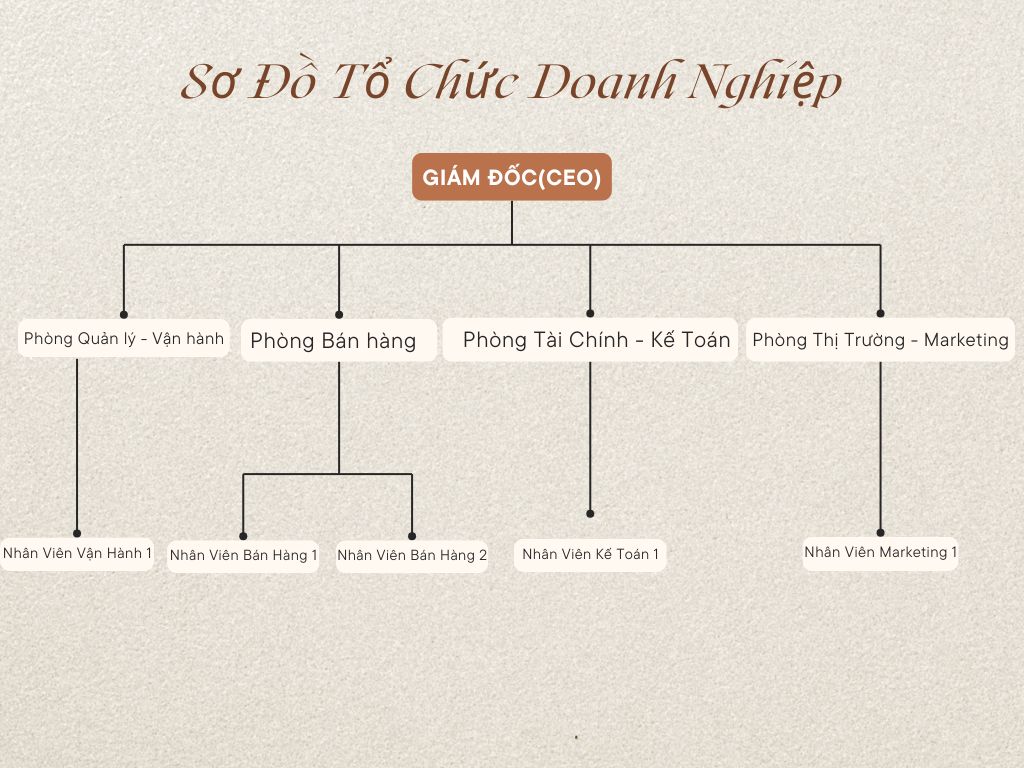 Sơ Đồ Tổ Chức Doanh Nghiệp
GIÁM ĐỐC(CEO)
Phòng Quản lý - Vận hành
Phòng Bán hàng
Phòng Tài Chính - Kế Toán
Phòng Thị Trường - Marketing
Nhân Viên Vận Hành 1
Nhân Viên Bán Hàng 1
Nhân Viên Bán Hàng 2
Nhân Viên Kế Toán 1
Nhân Viên Marketing 1